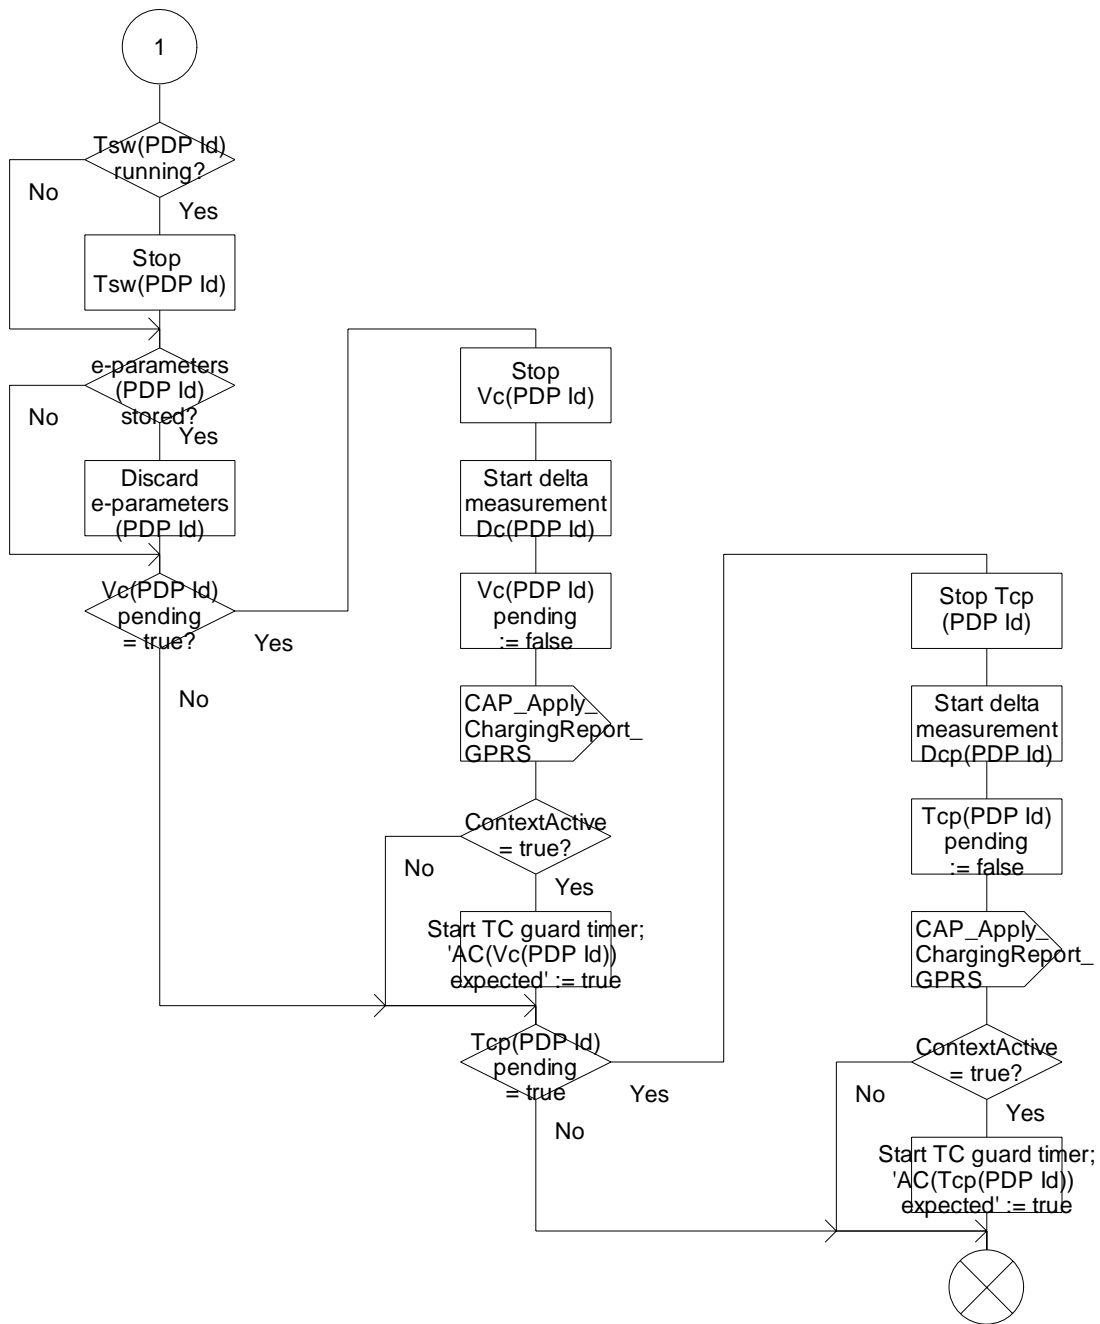 1
Tsw(PDP Id)
running?
No
Yes
Stop
Tsw(PDP Id)
e-parameters
(PDP Id)
stored?
No
Yes
Discard
e-parameters
(PDP Id)
Vc(PDP Id)
pending
= true?
Yes
No
Stop
Vc(PDP Id)
Start delta
measurement
Dc(PDP Id)
Vc(PDP Id)
pending
:= false
CAP_Apply_
ChargingReport_
GPRS
ContextActive
= true?
No
Yes
Start TC guard timer;
'AC(Vc(PDP Id))
expected' := true
Tcp(PDP Id)
pending
= true
Yes
No
Stop Tcp
(PDP Id)
Start delta
measurement
Dcp(PDP Id)
Tcp(PDP Id)
pending
:= false
CAP_Apply_
ChargingReport_
GPRS
ContextActive
= true?
No
Yes
Start TC guard timer;
'AC(Tcp(PDP Id))
expected' := true